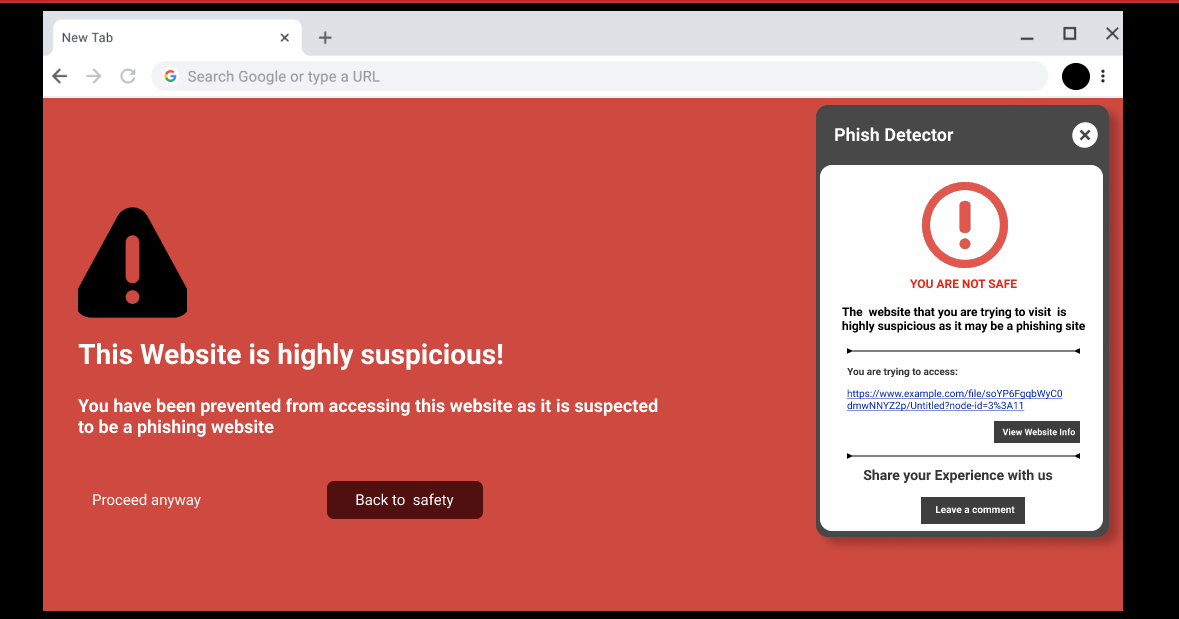 New Tab
Search Google or type a URL
Phish Detector
YOU ARE NOT SAFE
The website that you are trying to visit is
highly suspicious as it may be a phishing site
You are trying to access:
https://www.example.com/file/soYP6FgqbWyC0
dmwNNYZ2p/Untitled?node-id=3%3A11
View Website Info
Share your Experience with us
Leave a comment
This Website is highly suspicious!
You have been prevented from accessing this website as it is suspected
to be a phishing website
Proceed anyway
Back to safety